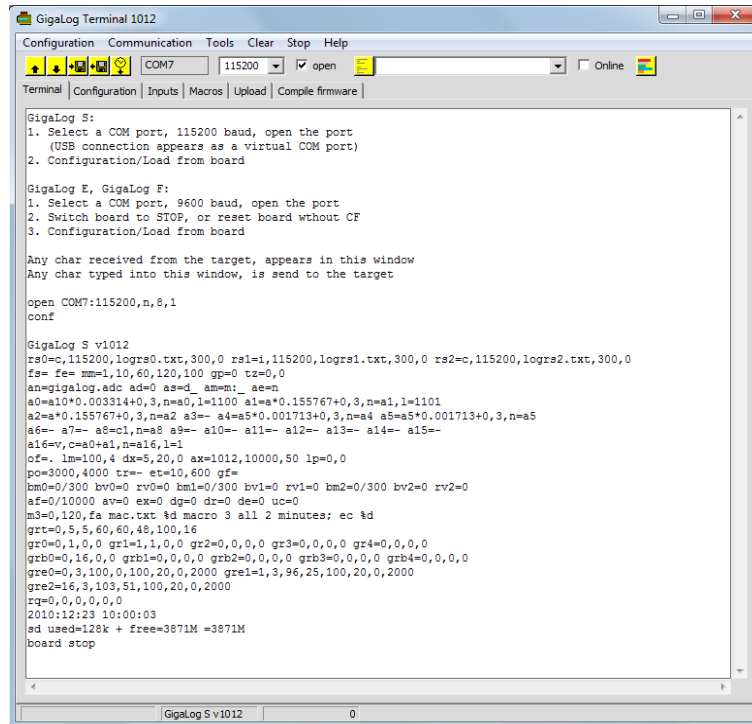 GigaLog Terminal 1012
Configuration Communication Tools Clear Stop Help
COM7 115200 open Online
Terminal Configuration Inputs Macros Upload Compile firmware
GigaLog S:
1. Select a COM port, 115200 baud, open the port
(USB connection appears as a virtual COM port)
2. Configuration/Load from board
GigaLog E, GigaLog F:
1. Select a COM port, 9600 baud, open the port
2. Switch board to STOP, or reset board wthout CF
3. Configuration/Load from board
Any char received from the target, appears in this window
Any char typed into this window, is send to the target
open COM7:115200,n,8,1
conf
GigaLog S v1012
rs0=c,115200,logrs0.txt,300,0 rs1=i,115200,logrs1.txt,300,0 rs2=c,115200,logrs2.txt,300,0
fs= fe= mm=1,10,60,120,100 gp=0 tz=0,0
an=gigalog.adc ad=0 as=d_ am=m:_ ae=n
a0=a10*0.003314+0,3,n=a0,l=1100 a1=a*0.155767+0,3,n=a1,l=1101
a2=a*0.155767+0,3,n=a2 a3=- a4=a5*0.001713+0,3,n=a4 a5=a5*0.001713+0,3,n=a5
a6=- a7=- a8=c1,n=a8 a9=- a10=- a11=- a12=- a13=- a14=- a15=-
a16=v,c=a0+a1,n=a16,l=1
of=. lm=100,4 dx=5,20,0 ax=1012,10000,50 lp=0,0
po=3000,4000 tr=- et=10,600 gf=
bm0=0/300 bv0=0 rv0=0 bm1=0/300 bv1=0 rv1=0 bm2=0/300 bv2=0 rv2=0
af=0/10000 av=0 ex=0 dg=0 dr=0 de=0 uc=0
m3=0,120,fa mac.txt %d macro 3 all 2 minutes; ec %d
grt=0,5,5,60,60,48,100,16
gr0=0,1,0,0 gr1=1,1,0,0 gr2=0,0,0,0 gr3=0,0,0,0 gr4=0,0,0,0
grb0=0,16,0,0 grb1=0,0,0,0 grb2=0,0,0,0 grb3=0,0,0,0 grb4=0,0,0,0
gre0=0,3,100,0,100,20,0,2000 gre1=1,3,96,25,100,20,0,2000
gre2=16,3,103,51,100,20,0,2000
rq=0,0,0,0,0,0
2010:12:23 10:00:03
sd used=128k + free=3871M =3871M
board stop
GigaLog S v1012 0